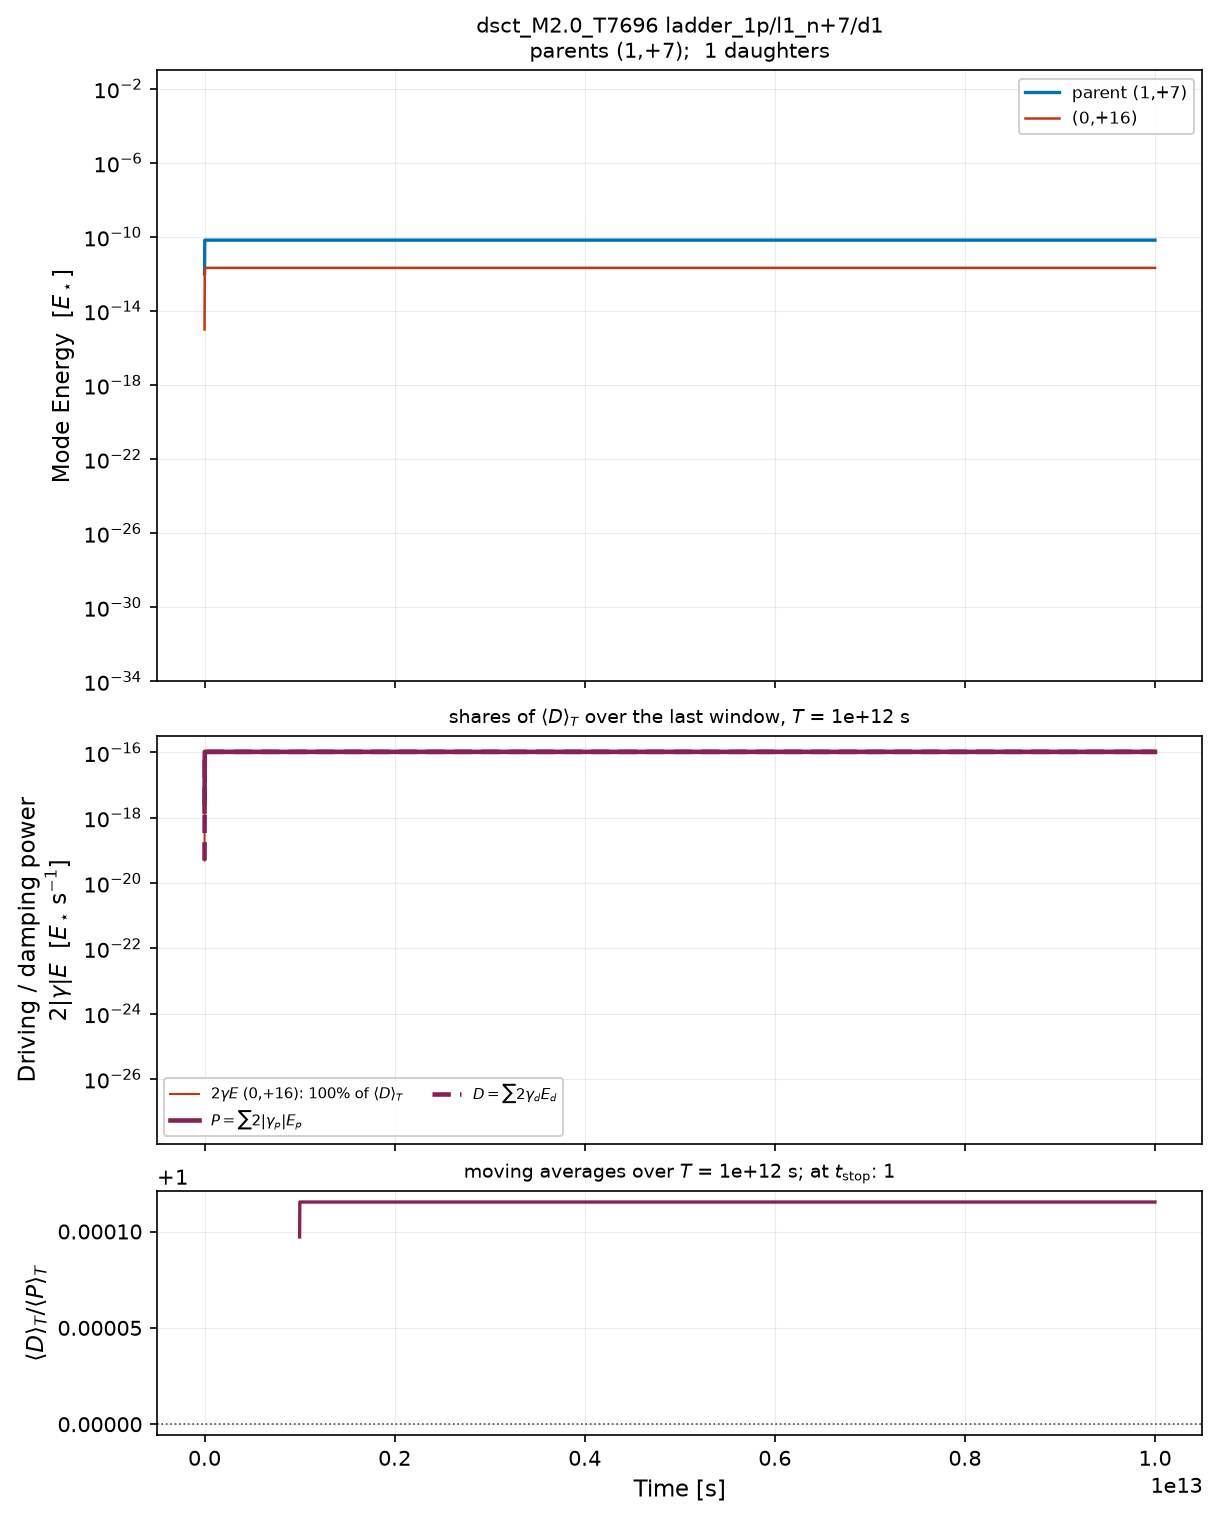 dsct_M2.0_T7696 ladder_1p/l1_n+7/d1
parents (1,+7);  1 daughters
parent (1,+7)
(0,+16)
10⁻²
10⁻⁶
10⁻¹⁰
10⁻¹⁴
10⁻¹⁸
10⁻²²
10⁻²⁶
10⁻³⁰
10⁻³⁴
Mode Energy [E⋆]
shares of ⟨D⟩_T over the last window, T = 1e+12 s
10⁻¹⁶
10⁻¹⁸
10⁻²⁰
10⁻²²
10⁻²⁴
10⁻²⁶
Driving / damping power
2|γ|E [E⋆ s⁻¹]
2γE (0,+16): 100% of ⟨D⟩_T
P = ∑2|γ_p|E_p
D = ∑2γ_dE_d
moving averages over T = 1e+12 s; at t_stop: 1
+1
0.00010
0.00005
0.00000
⟨D⟩_T/⟨P⟩_T
0.0
0.2
0.4
0.6
0.8
1.0
1e13
Time [s]